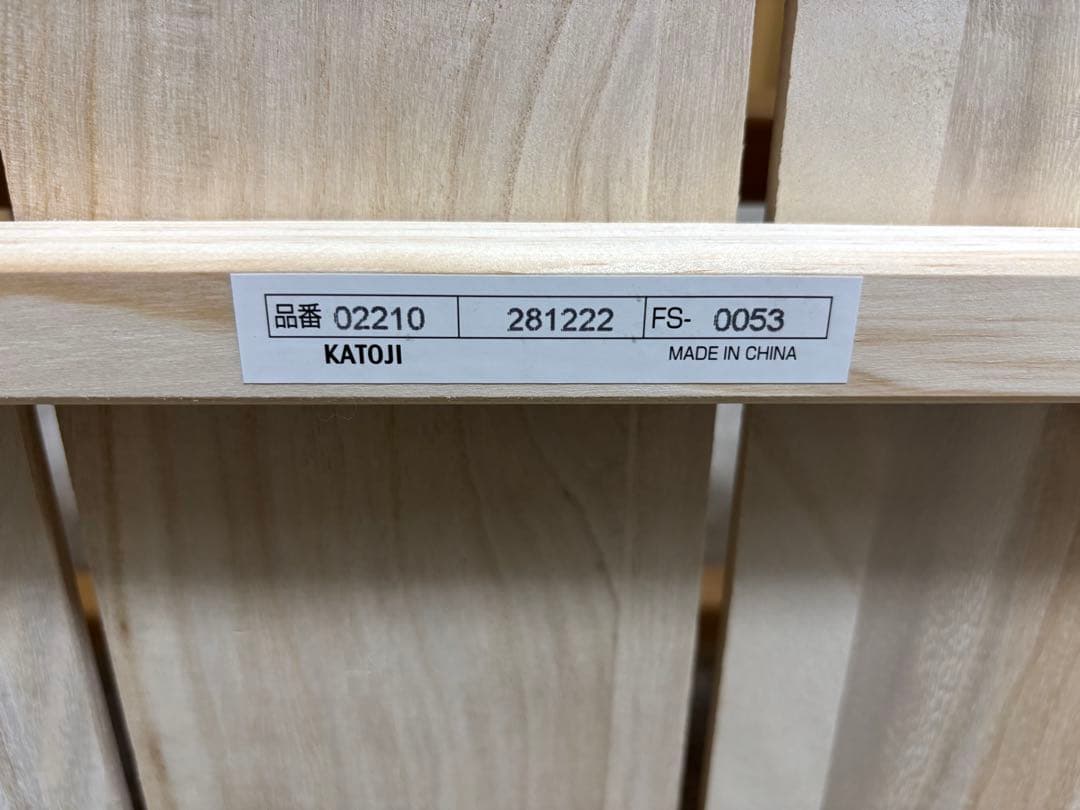 品番 02210 281222 FS- 0053
KATOJI MADE IN CHINA